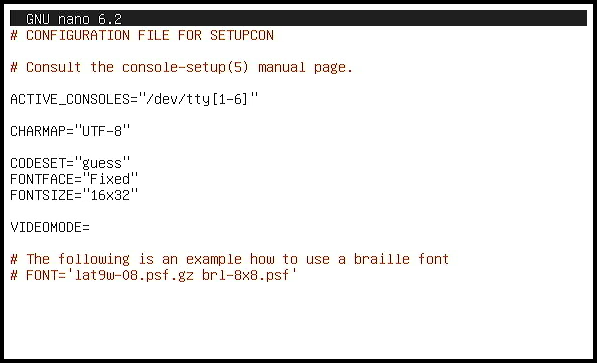 GNU nano 6.2
# CONFIGURATION FILE FOR SETUPCON
# Consult the console-setup(5) manual page.
ACTIVE_CONSOLES="/dev/tty[1-6]"
CHARMAP="UTF-8"
CODESET="guess"
FONTFACE="Fixed"
FONTSIZE="16x32"
VIDEOMODE=
# The following is an example how to use a braille font
# FONT='lat9w-08.psf.gz brl-8x8.psf'